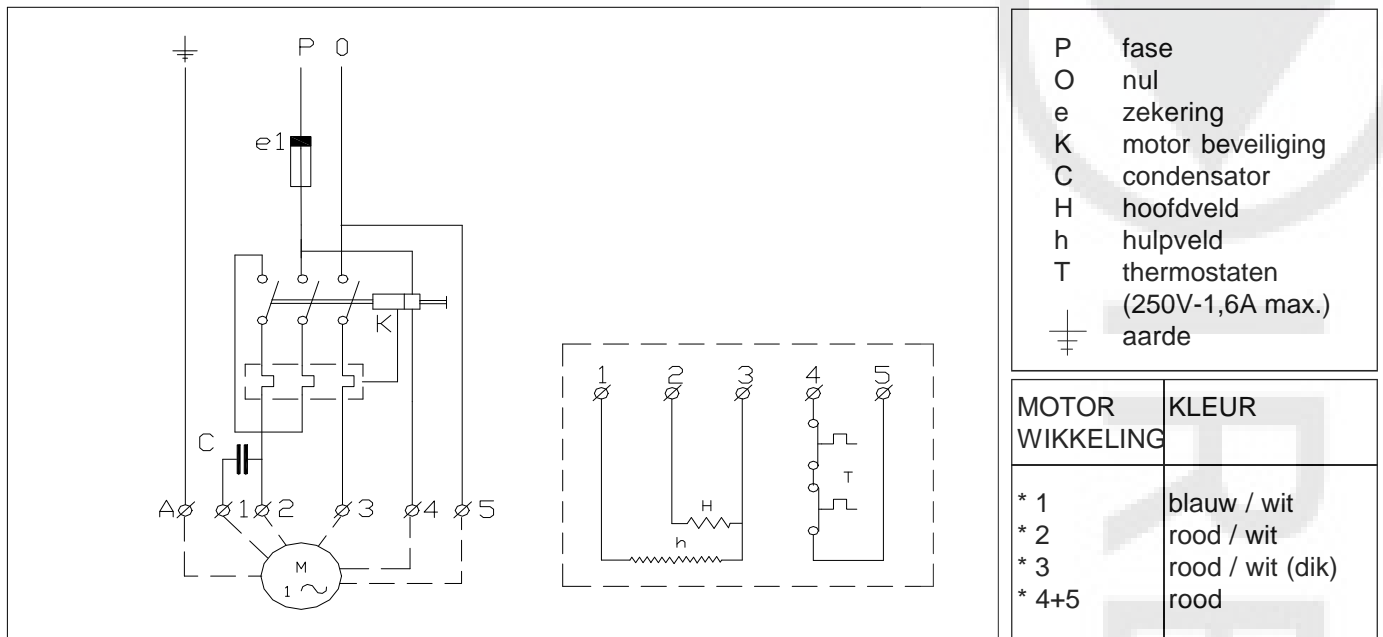 P O
e1
K
C
A 1 2 3 4 5
M
1
1 2 3 4 5
T
H
h
P fase
O nul
e zekering
K motor beveiliging
C condensator
H hoofdveld
h hulpveld
T thermostaten
(250V-1,6A max.)
aarde
MOTOR KLEUR
WIKKELING
* 1 blauw / wit
* 2 rood / wit
* 3 rood / wit (dik)
* 4+5 rood